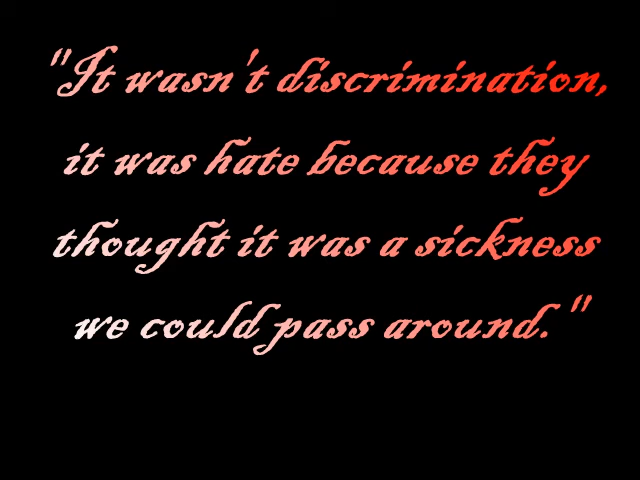 "It wasn't discrimination,
it was hate because they
thought it was a sickness
we could pass around."